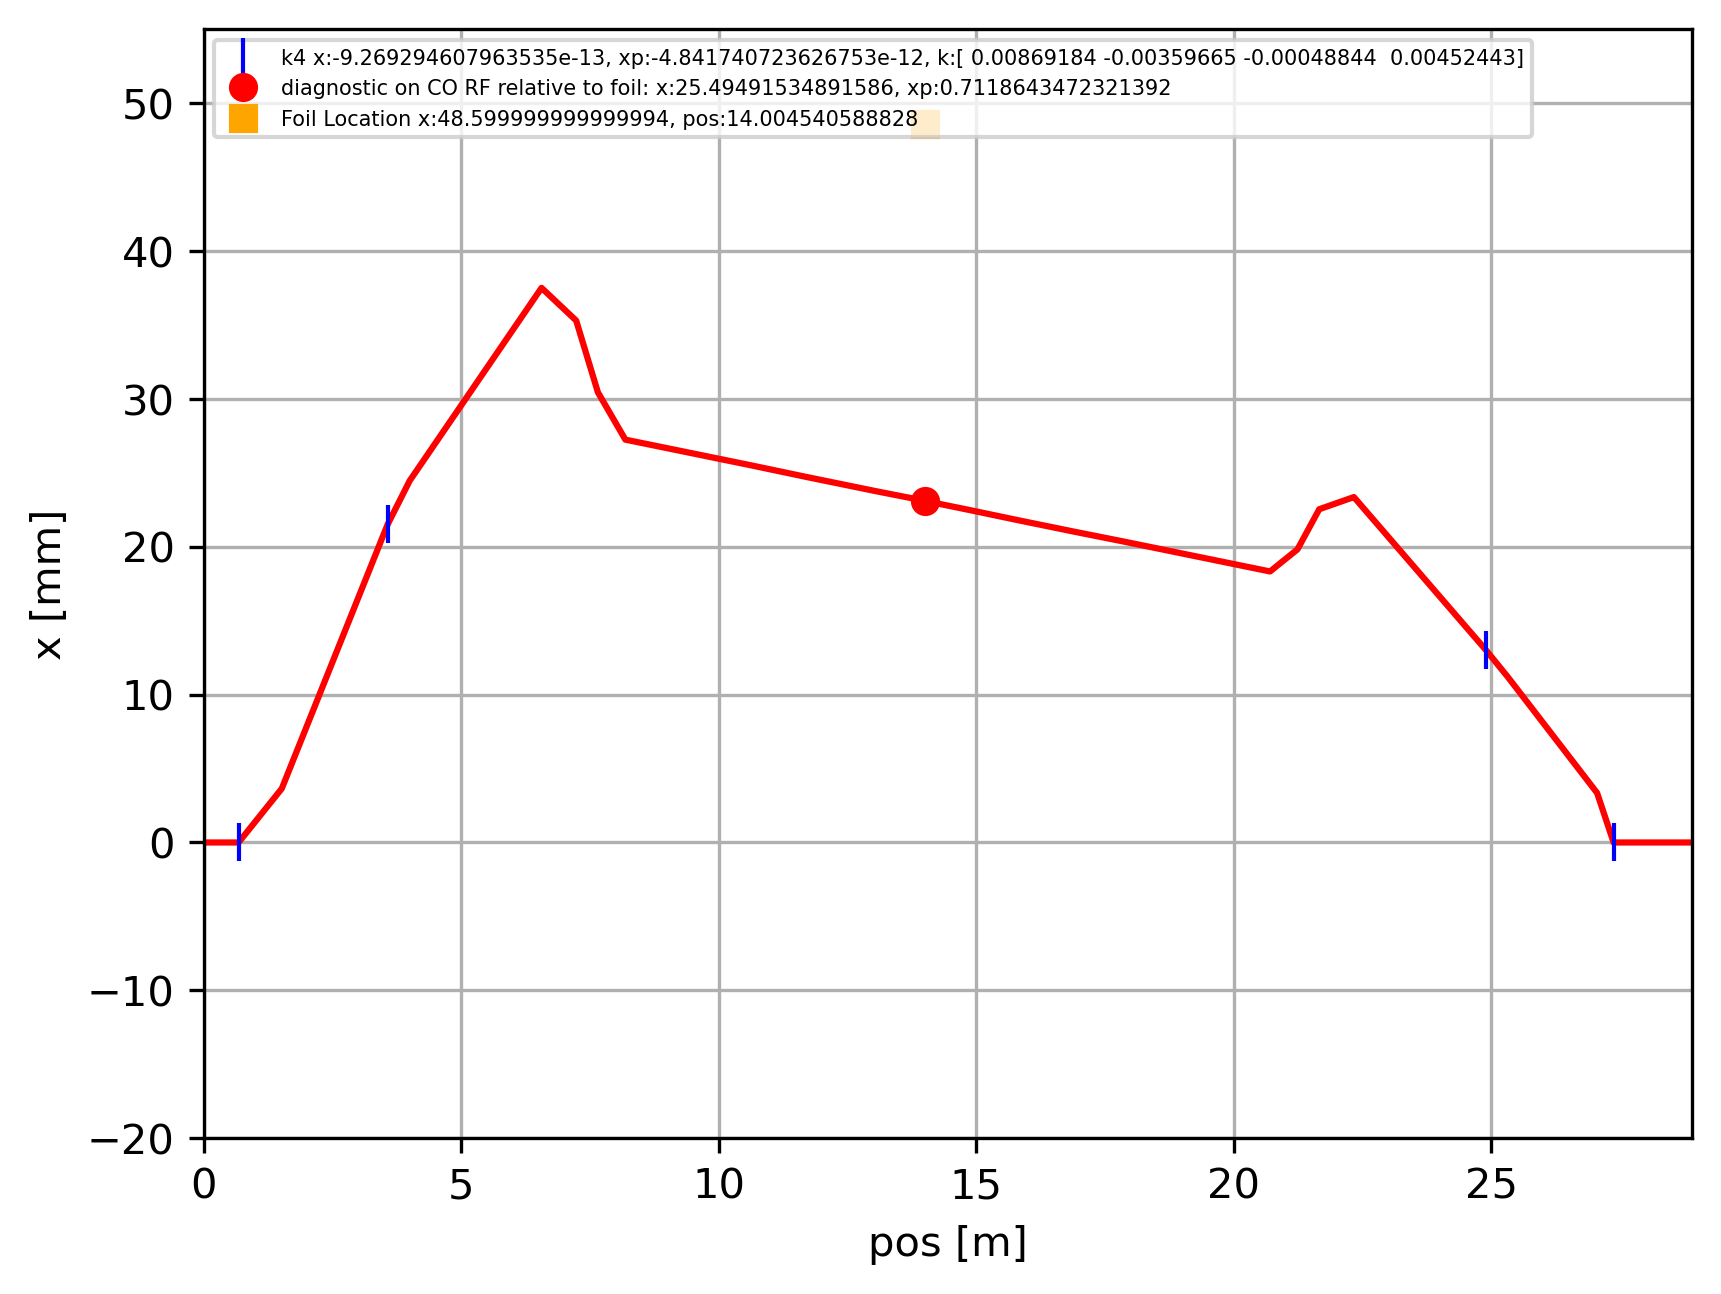 k4 x:-9.269294607963535e-13, xp:-4.841740723626753e-12, k:[ 0.00869184 -0.00359665 -0.00048844  0.00452443]
diagnostic on CO RF relative to foil: x:25.49491534891586, xp:0.7118643472321392
Foil Location x:48.599999999999994, pos:14.004540588828
50
40
30
20
10
0
−10
−20
x [mm]
0 5 10 15 20 25
pos [m]